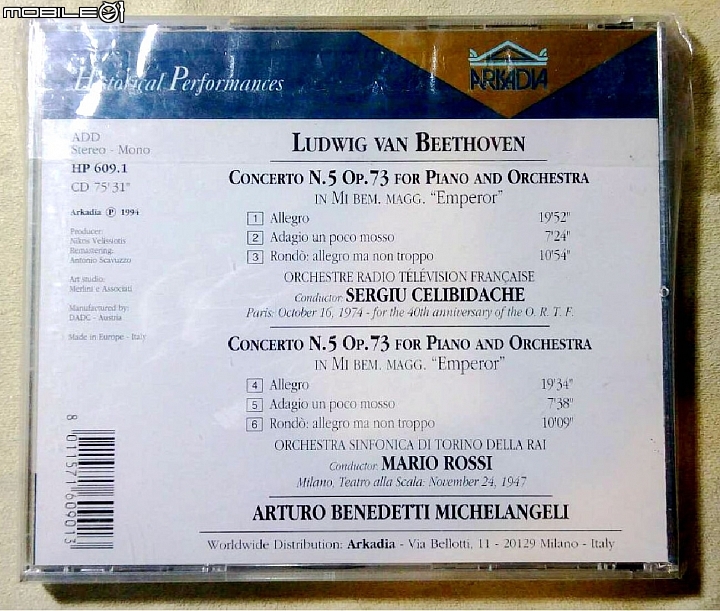 MOBILE01
Historical Performances
ARKADIA
ADD
Stereo - Mono
HP 609.1
CD 75'31"
Arkadia Ⓟ 1994
Producer:
Nikos Velissiotis
Remastering:
Antonio Scavuzzo
Art studio:
Merlini e Associati
Manufactured by:
DADC - Austria
Made in Europe - Italy
8 011571 609013
LUDWIG VAN BEETHOVEN
CONCERTO N.5 OP.73 FOR PIANO AND ORCHESTRA
IN MI BEM. MAGG. "Emperor"
1 Allegro 19'52"
2 Adagio un poco mosso 7'24"
3 Rondò: allegro ma non troppo 10'54"
ORCHESTRE RADIO TÉLÉVISION FRANÇAISE
Conductor: SERGIU CELIBIDACHE
Paris: October 16, 1974 - for the 40th anniversary of the O. R. T. F.
CONCERTO N.5 OP.73 FOR PIANO AND ORCHESTRA
IN MI BEM. MAGG. "Emperor"
4 Allegro 19'34"
5 Adagio un poco mosso 7'38"
6 Rondò: allegro ma non troppo 10'09"
ORCHESTRA SINFONICA DI TORINO DELLA RAI
Conductor: MARIO ROSSI
Milano, Teatro alla Scala: November 24, 1947
ARTURO BENEDETTI MICHELANGELI
Worldwide Distribution: Arkadia - Via Bellotti, 11 - 20129 Milano - Italy